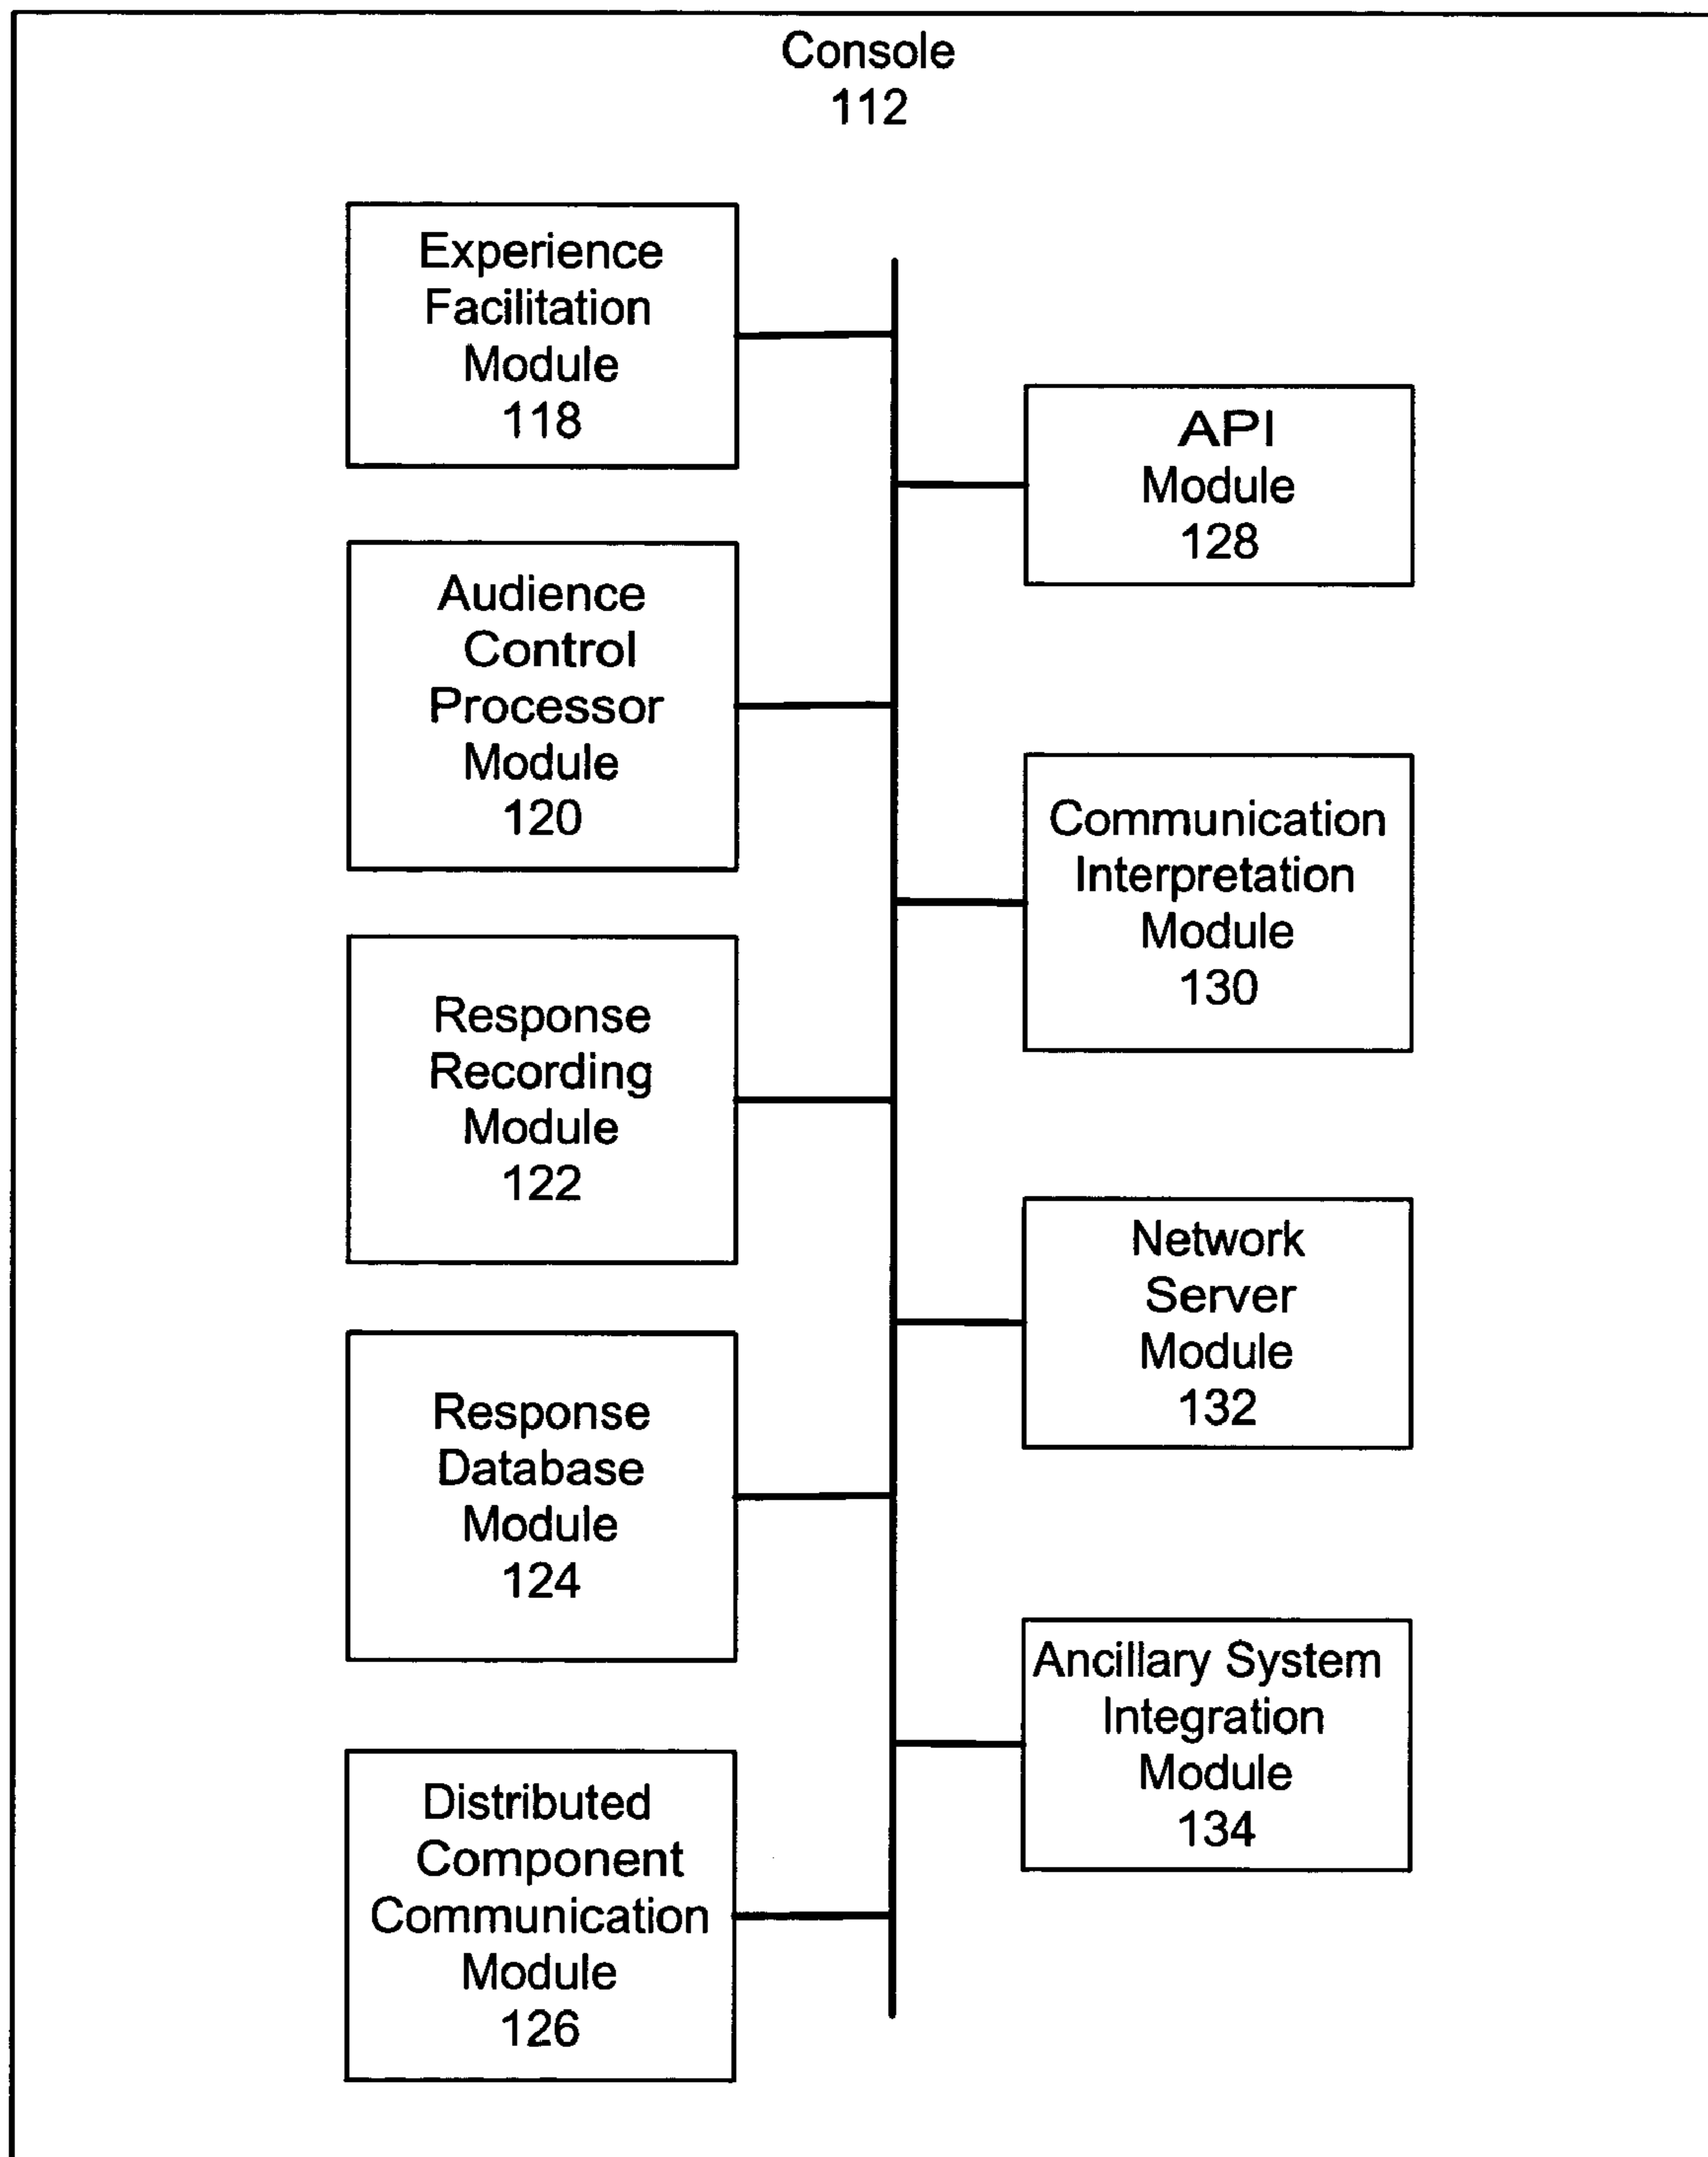 Console
112
Experience
Facilitation
Module
118
Audience
Control
Processor
Module
120
Response
Recording
Module
122
Response
Database
Module
124
Distributed
Component
Communication
Module
126
API
Module
128
Communication
Interpretation
Module
130
Network
Server
Module
132
Ancillary System
Integration
Module
134